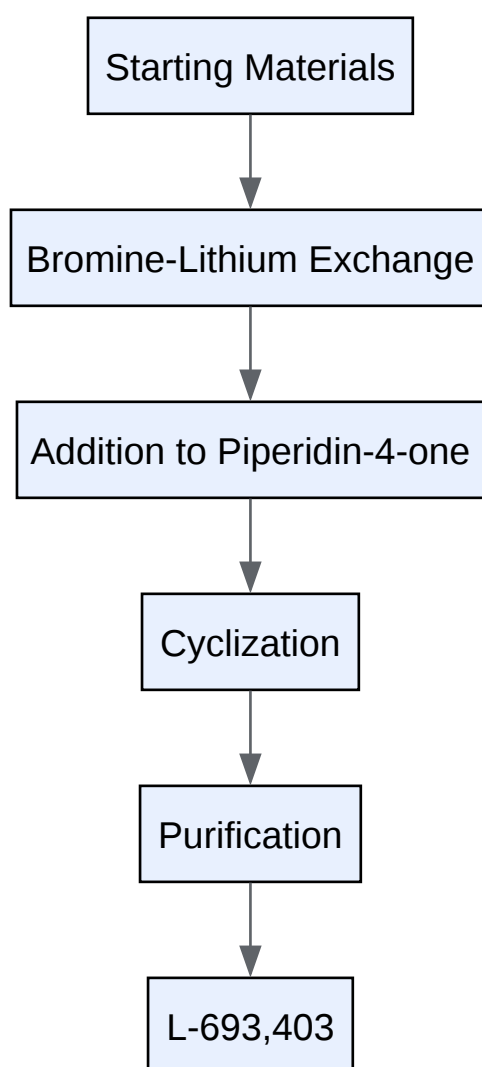 Starting Materials
Bromine-Lithium Exchange
Addition to Piperidin-4-one
Cyclization
Purification
L-693,403